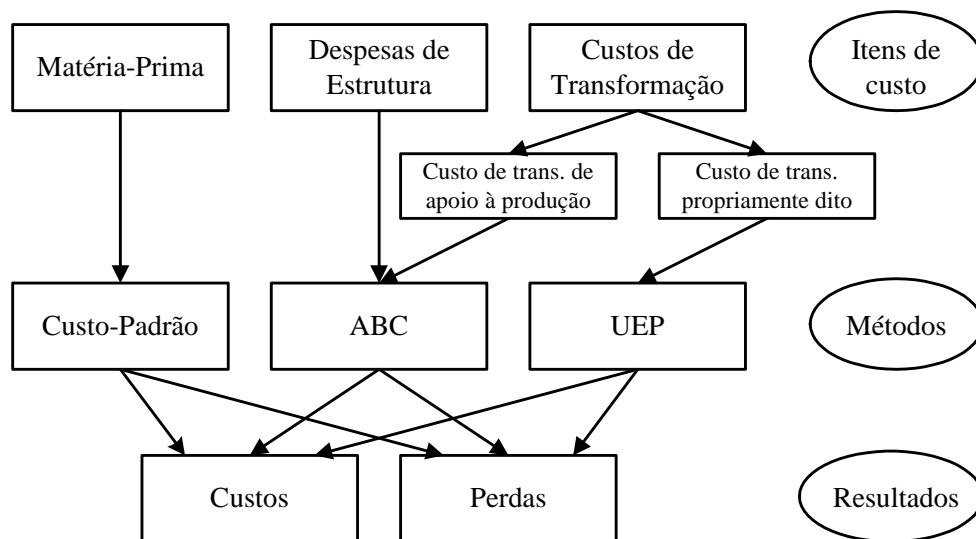 Matéria-Prima
Despesas de
Estrutura
Custos de
Transformação
Itens de
custo
Custo de trans. de
apoio à produção
Custo de trans.
propriamente dito
Custo-Padrão
ABC
UEP
Métodos
Custos
Perdas
Resultados